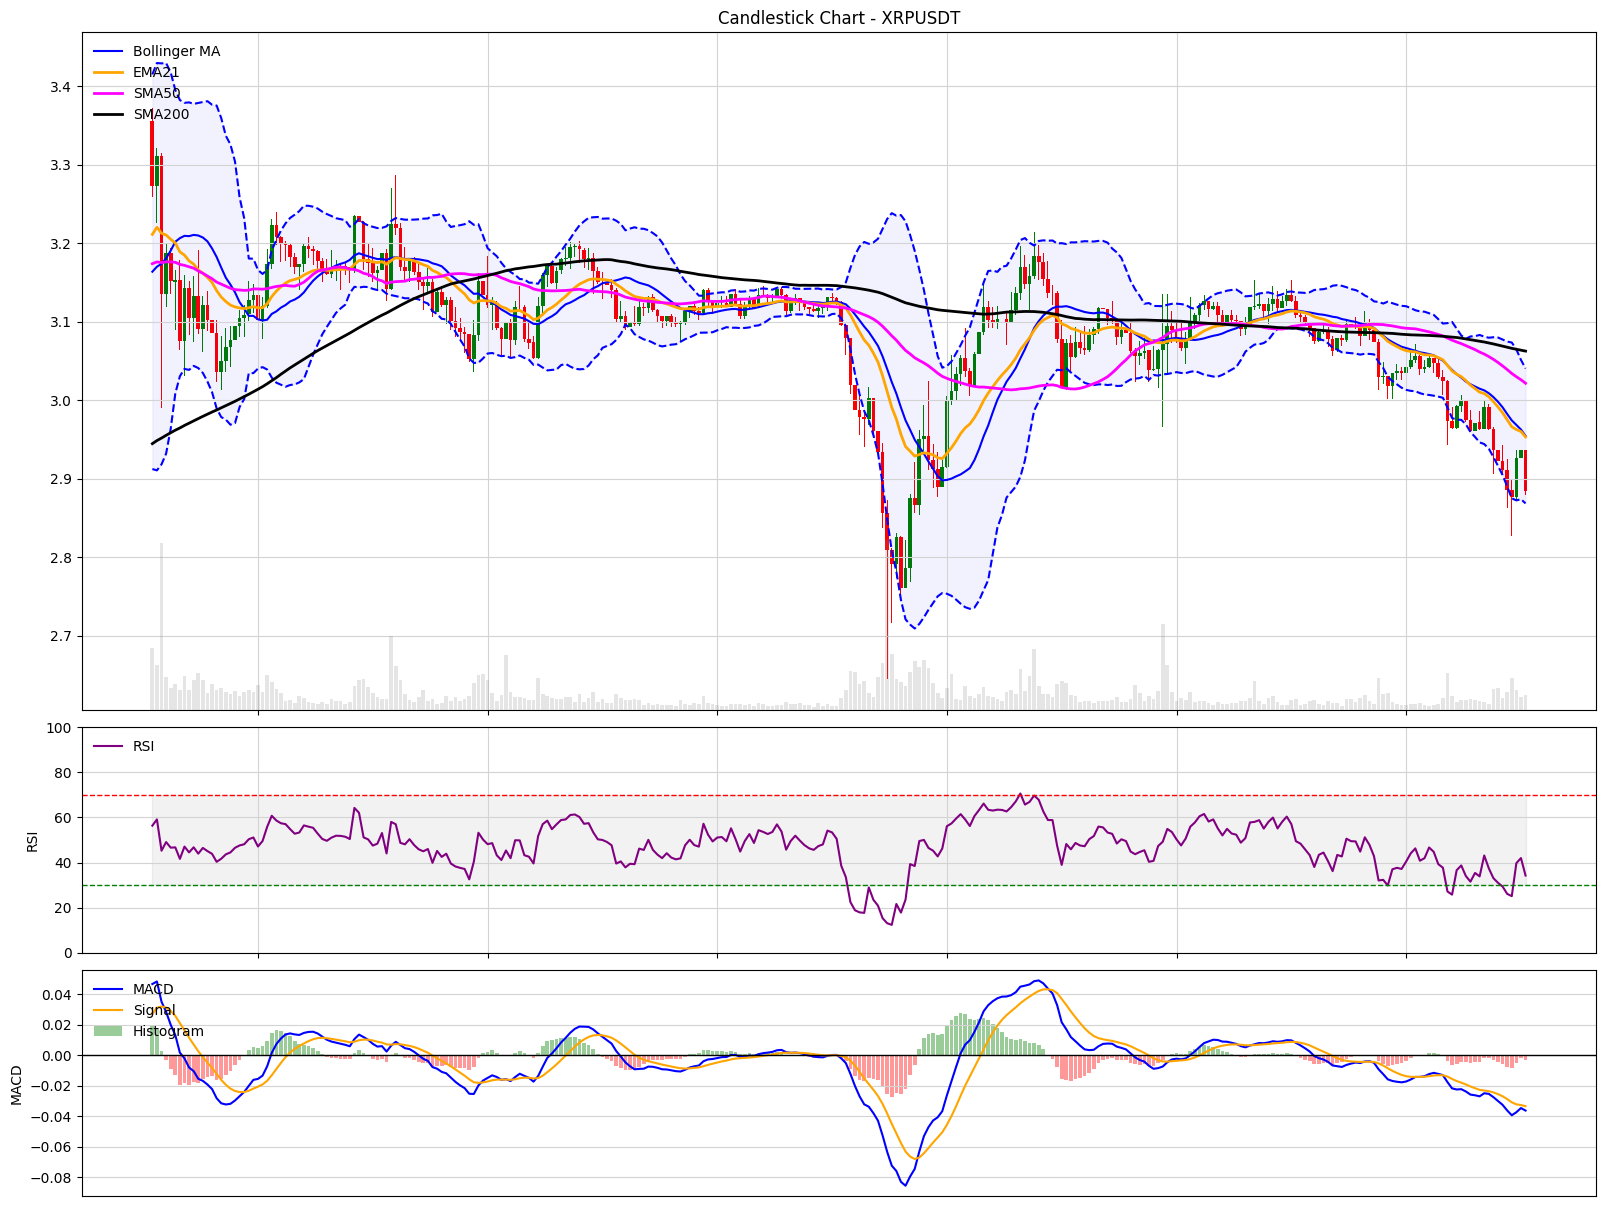 Candlestick Chart - XRPUSDT
Bollinger MA
EMA21
SMA50
SMA200
3.4
3.3
3.2
3.1
3.0
2.9
2.8
2.7
100
80
60
40
20
0
RSI
RSI
0.04
0.02
0.00
−0.02
−0.04
−0.06
−0.08
MACD
MACD
Signal
Histogram